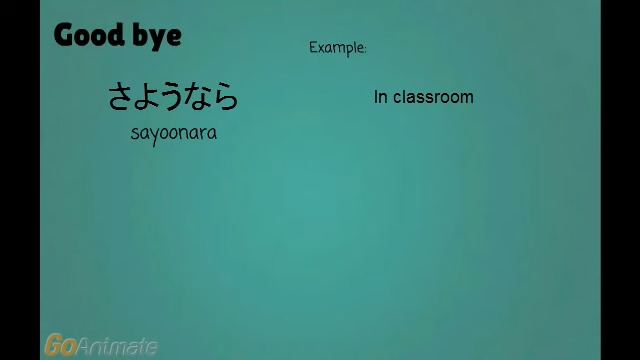 Good bye
Example:
さようなら
In classroom
sayoonara
GoAnimate